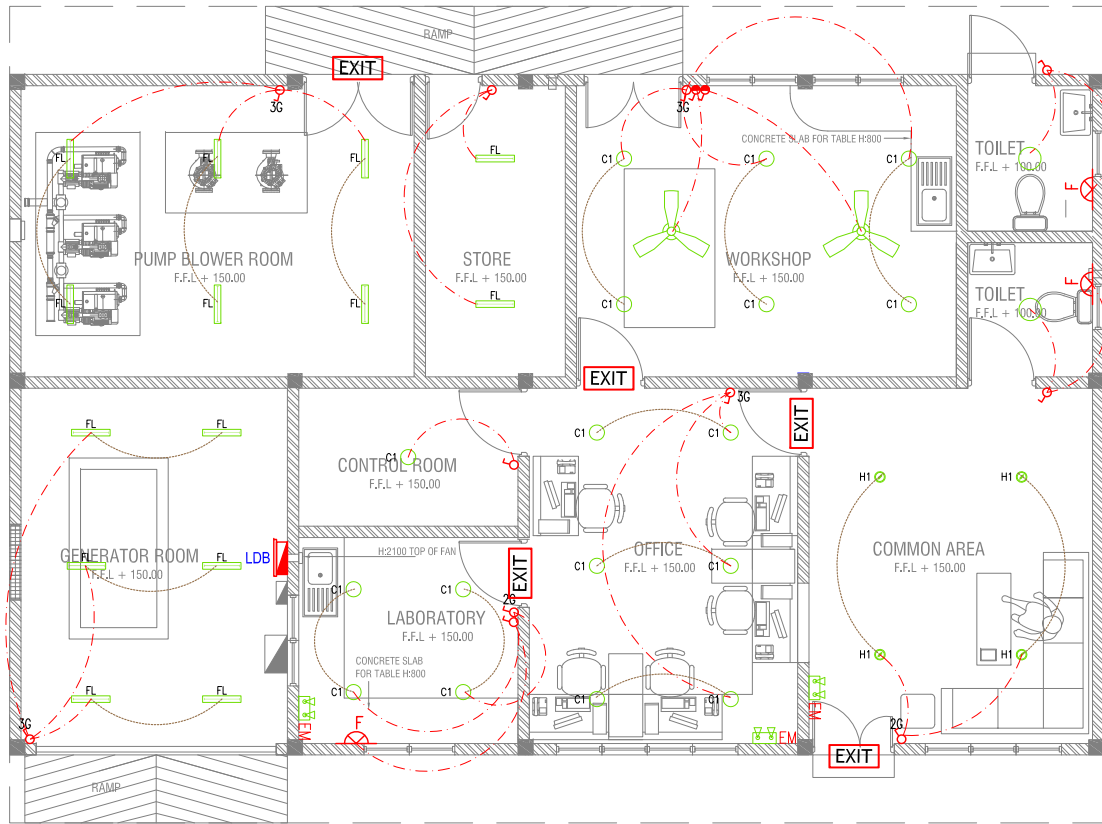 RAMP
EXIT
3G
3G
CONCRETE SLAB FOR TABLE H:800
FL
FL
FL
FL
C1
C1
C1
TOILET
F.F.L + 100.00
F
PUMP BLOWER ROOM
F.F.L + 150.00
STORE
F.F.L + 150.00
WORKSHOP
F.F.L + 150.00
FL
FL
FL
FL
C1
C1
C1
TOILET
F.F.L + 100.00
F
EXIT
3G
EXIT
FL
FL
C1
C1
C1
CONTROL ROOM
F.F.L + 150.00
H1
H1
GENERATOR ROOM
F.F.L + 150.00
FL
FL
LDB
H:2100 TOP OF FAN
EXIT
C1
C1
OFFICE
F.F.L + 150.00
COMMON AREA
F.F.L + 150.00
C1
C1
2G
LABORATORY
F.F.L + 150.00
CONCRETE SLAB
FOR TABLE H:800
H1
H1
FL
FL
C1
C1
C1
C1
3G
EM
F
EM
EM
2G
EXIT
RAMP